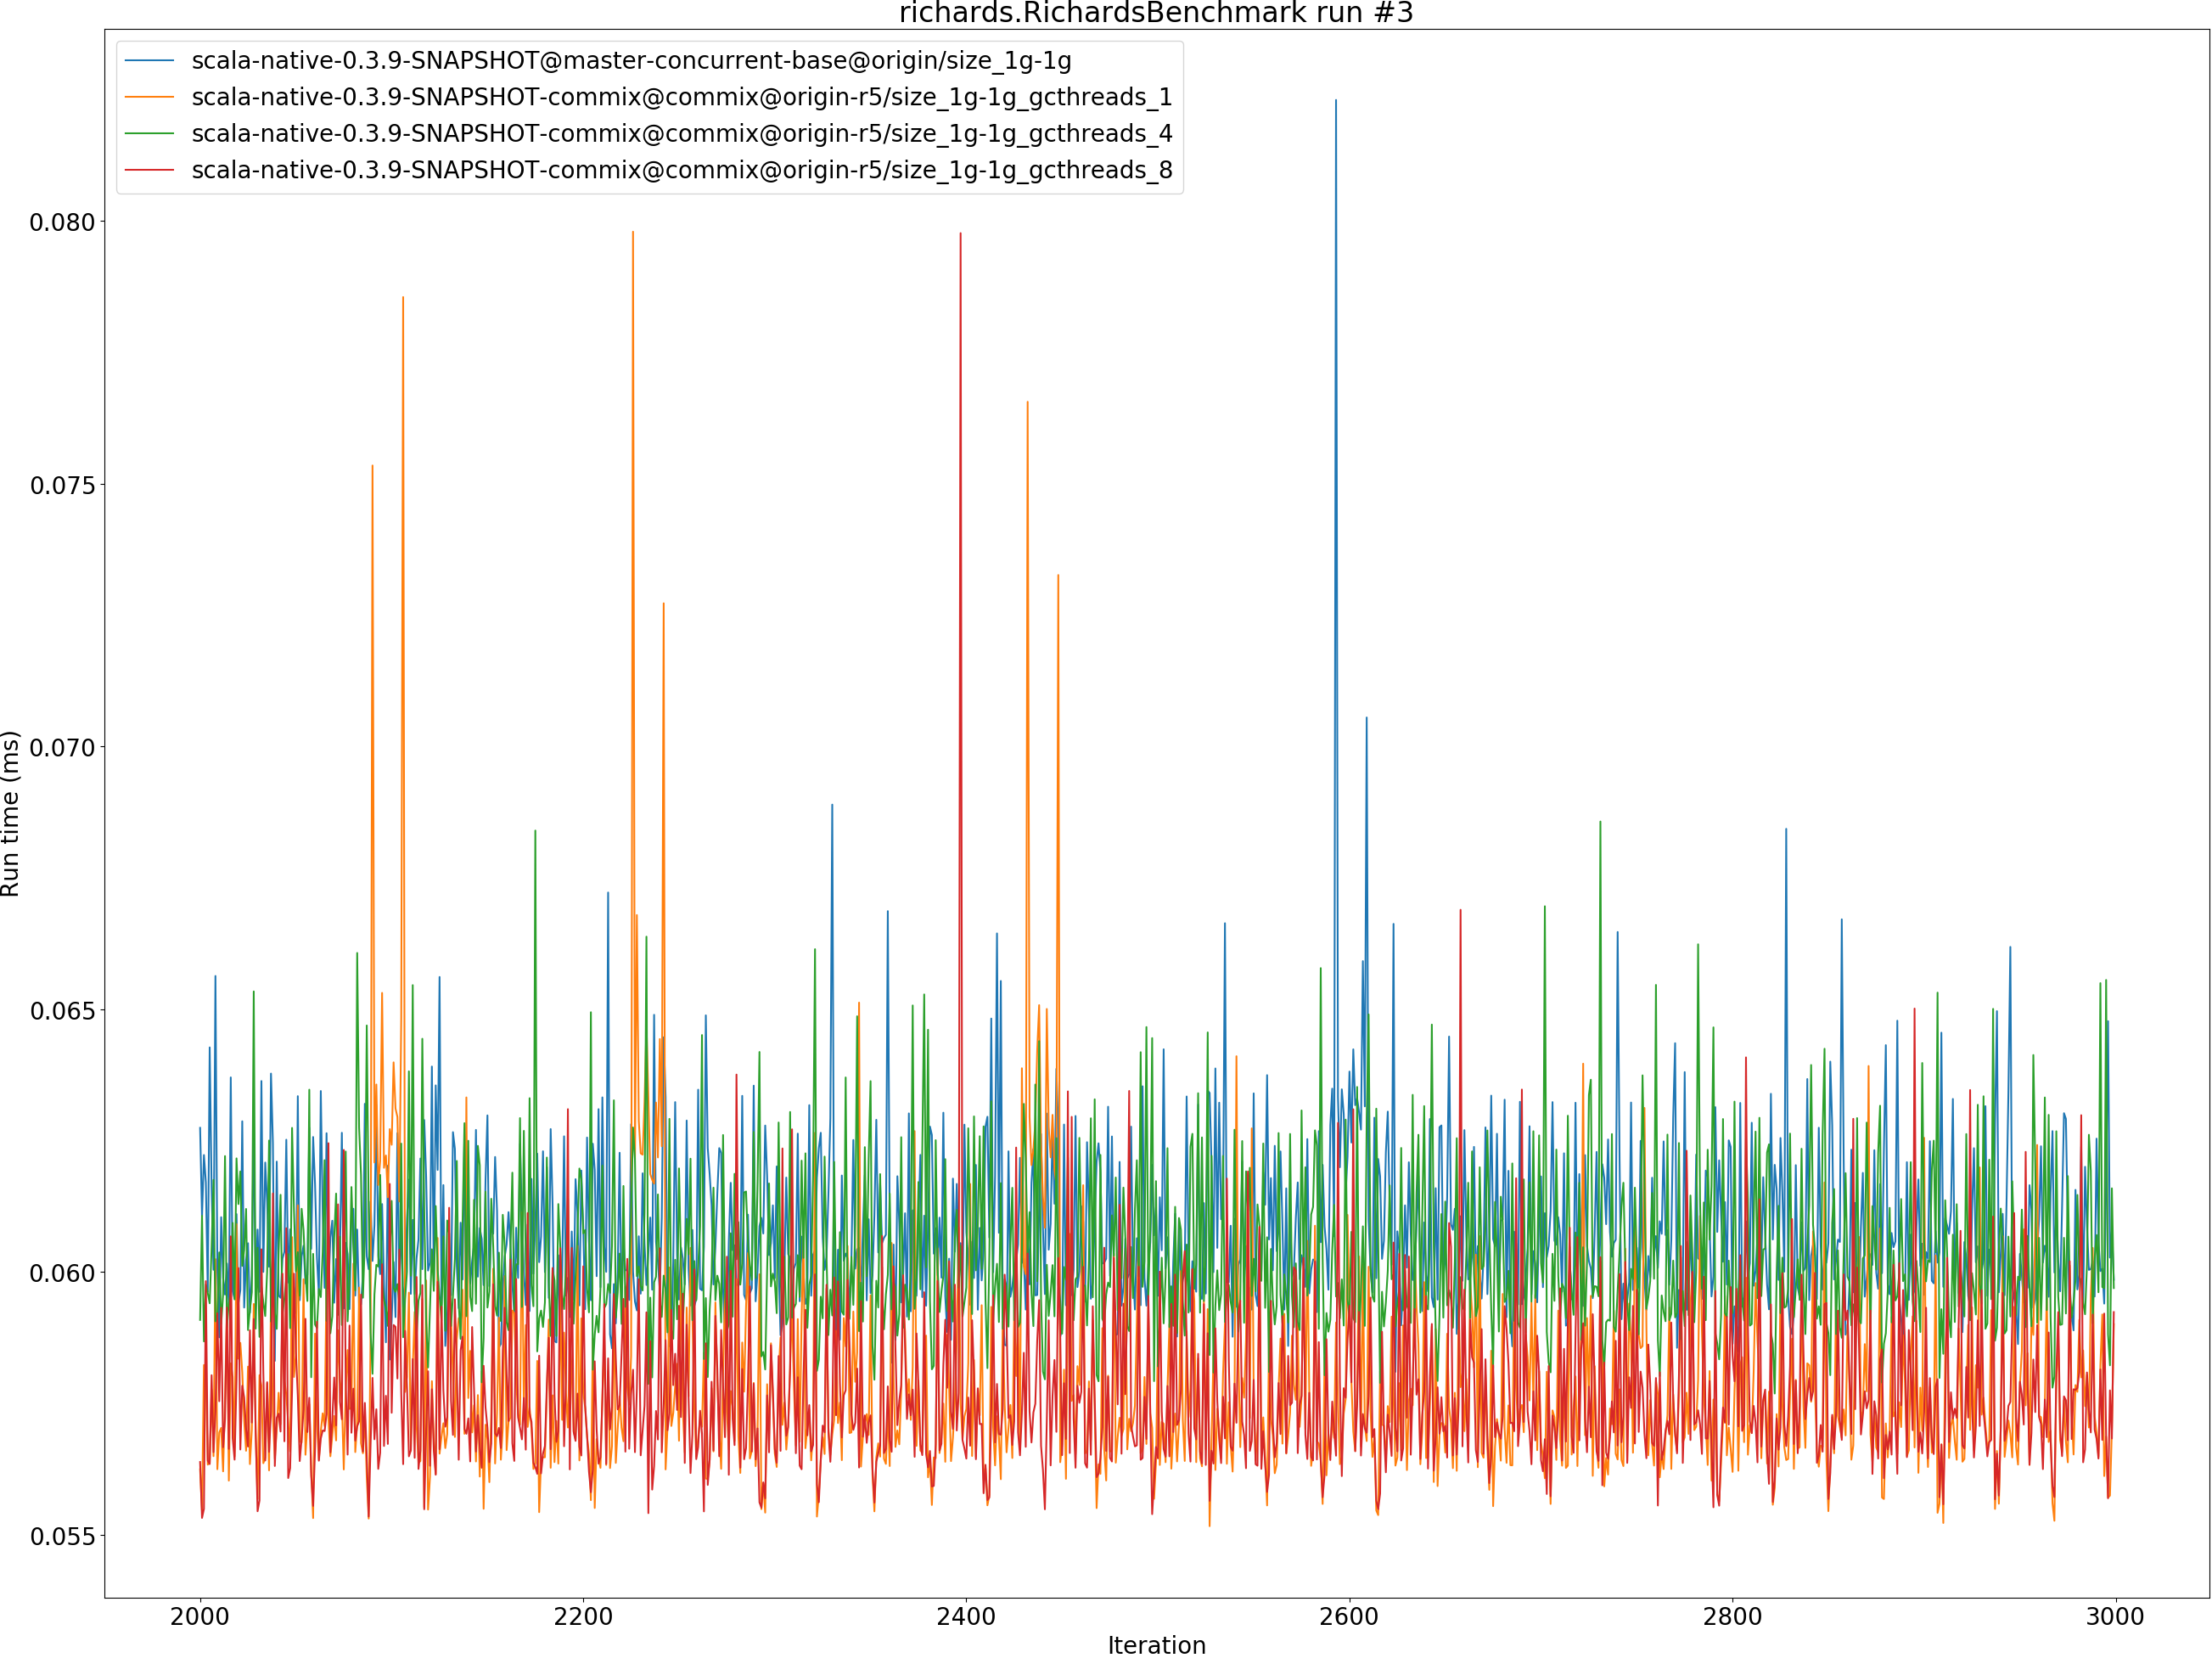 richards.RichardsBenchmark run #3
scala-native-0.3.9-SNAPSHOT@master-concurrent-base@origin/size_1g-1g
scala-native-0.3.9-SNAPSHOT-commix@commix@origin-r5/size_1g-1g_gcthreads_1
scala-native-0.3.9-SNAPSHOT-commix@commix@origin-r5/size_1g-1g_gcthreads_4
scala-native-0.3.9-SNAPSHOT-commix@commix@origin-r5/size_1g-1g_gcthreads_8
0.080
0.075
0.070
0.065
0.060
0.055
Run time (ms)
2000 2200 2400 2600 2800 3000
Iteration